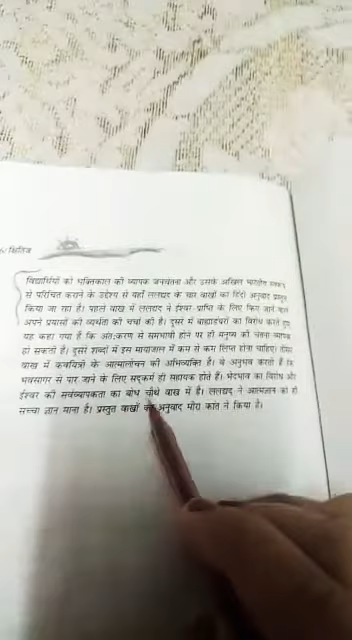 क्षितिज
विद्यार्थियों को भक्तिकाल की व्यापक जनचेतना और उसके अखिल भारतीय स्वरूप
से परिचित कराने के उद्देश्य से यहाँ ललद्यद के चार वाखों का हिंदी अनुवाद प्रस्तुत
किया जा रहा है। पहले वाख में ललद्यद ने ईश्वर-प्राप्ति के लिए किए जाने वाले
अपने प्रयासों की व्यर्थता की चर्चा की है। दूसरे में बाह्याडंबरों का विरोध करते हुए
यह कहा गया है कि अंतःकरण से समभावी होने पर ही मनुष्य की चेतना व्यापक
हो सकती है। दूसरे शब्दों में इस मायाजाल में कम से कम लिप्त होना चाहिए। तीसरे
वाख में कवयित्री के आत्मालोचन की अभिव्यक्ति है। वे अनुभव करती हैं कि
भवसागर से पार जाने के लिए सद्कर्म ही सहायक होते हैं। भेदभाव का विरोध और
ईश्वर की सर्वव्यापकता का बोध चौथे वाख में है। ललद्यद ने आत्मज्ञान को ही
सच्चा ज्ञान माना है। प्रस्तुत वाखों का अनुवाद मीरा कांत ने किया है।